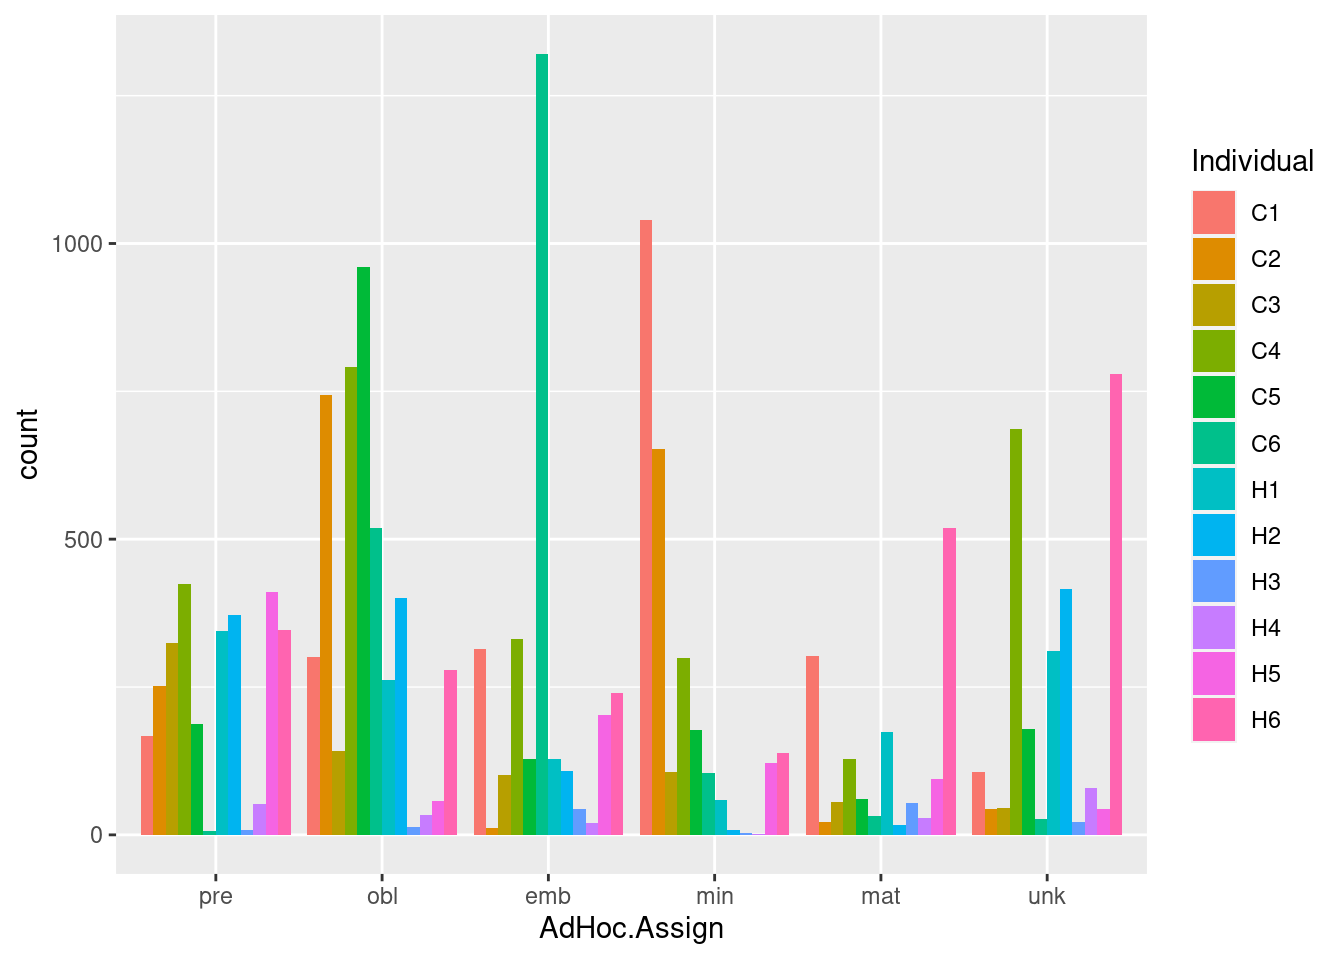 1000
500
0
count
pre obl emb min mat unk
AdHoc.Assign
Individual
C1
C2
C3
C4
C5
C6
H1
H2
H3
H4
H5
H6